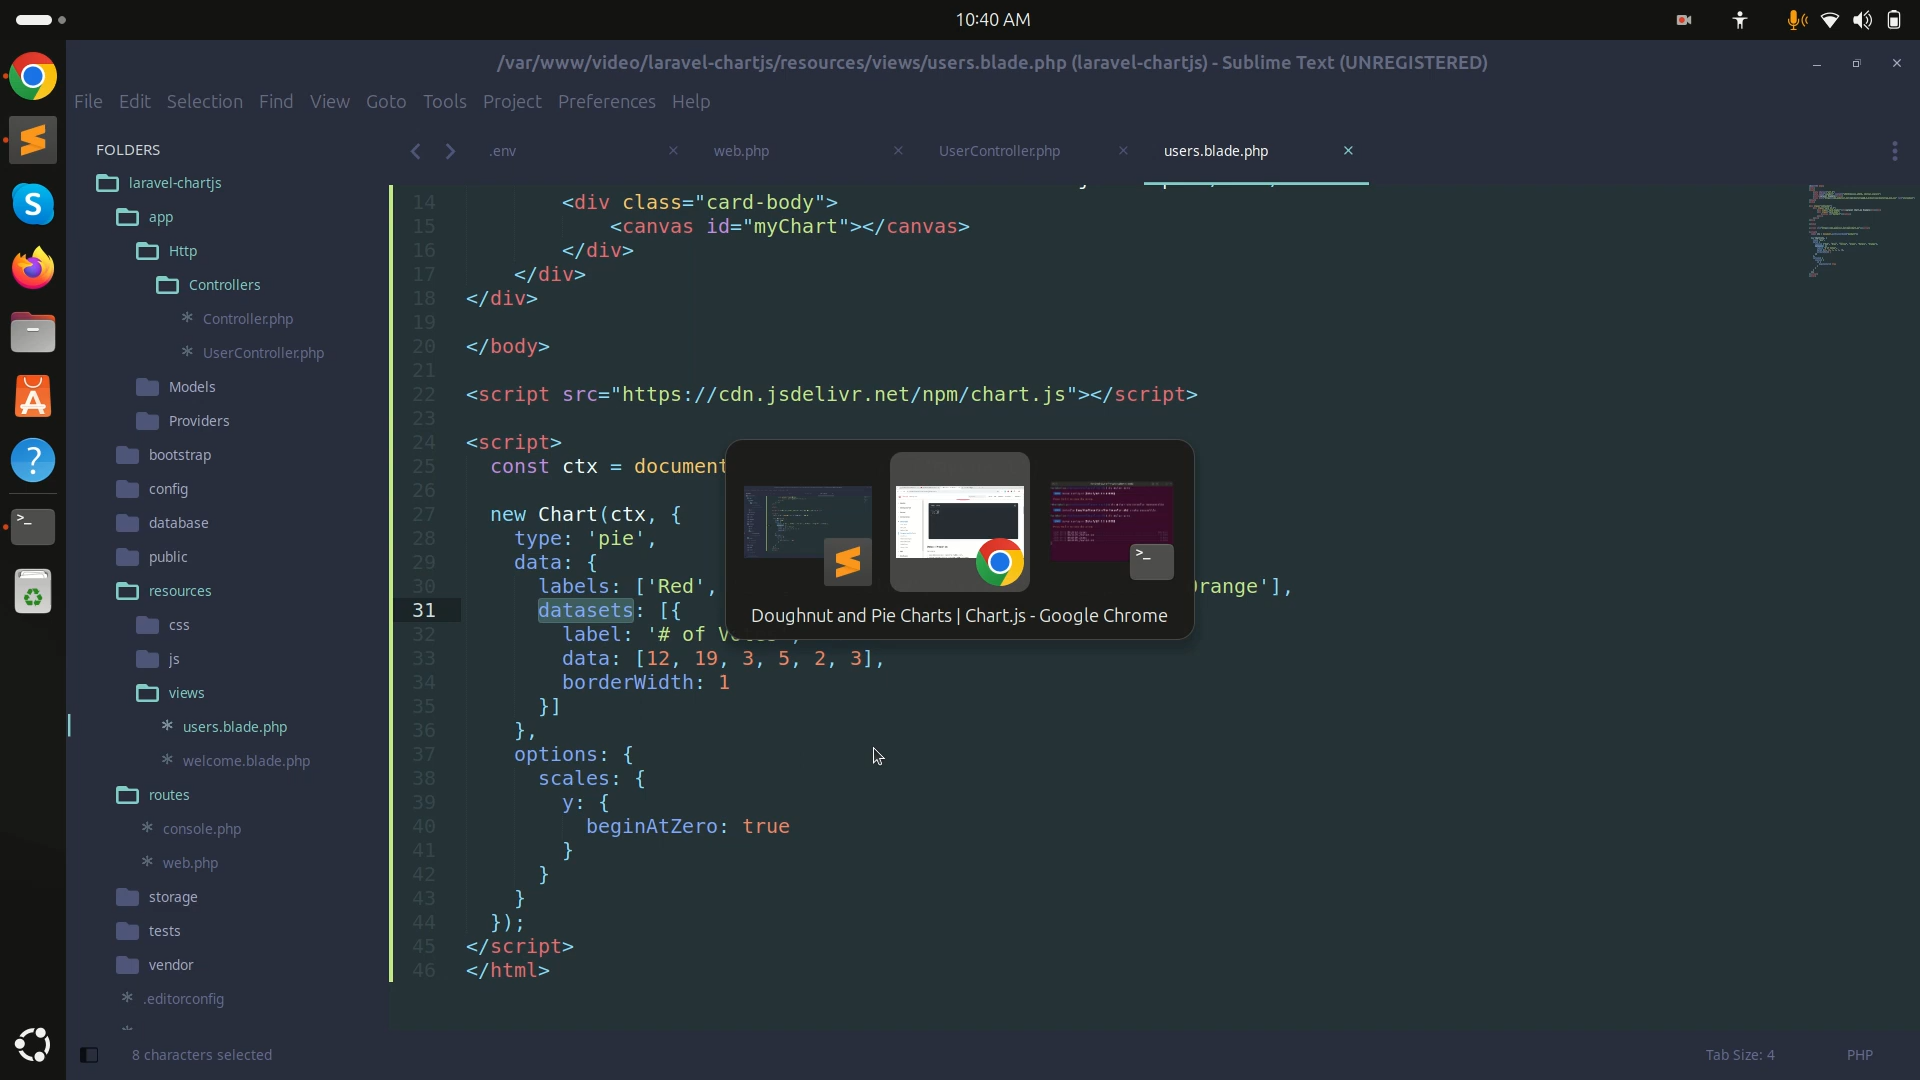 10:40 AM
/var/www/video/laravel-chartjs/resources/views/users.blade.php (laravel-chartjs) - Sublime Text (UNREGISTERED)
File Edit Selection Find View Goto Tools Project Preferences Help
FOLDERS
laravel-chartjs
app
Http
Controllers
Controller.php
UserController.php
Models
Providers
bootstrap
config
database
public
resources
css
js
views
users.blade.php
welcome.blade.php
routes
console.php
web.php
storage
tests
vendor
.editorconfig
.env
web.php
UserController.php
users.blade.php
14 <div class="card-body">
15 <canvas id="myChart"></canvas>
16 </div>
17 </div>
18 </div>
19
20 </body>
21
22 <script src="https://cdn.jsdelivr.net/npm/chart.js"></script>
23
24 <script>
25 const ctx = document
26
27 new Chart(ctx, {
28 type: 'pie',
29 data: {
30 labels: ['Red', range'],
31 datasets: [{
32 label: '# of
33 data: [12, 19, 3, 5, 2, 3],
34 borderWidth: 1
35 }]
36 },
37 options: {
38 scales: {
39 y: {
40 beginAtZero: true
41 }
42 }
43 }
44 });
45 </script>
46 </html>
Doughnut and Pie Charts | Chart.js - Google Chrome
8 characters selected
Tab Size: 4
PHP